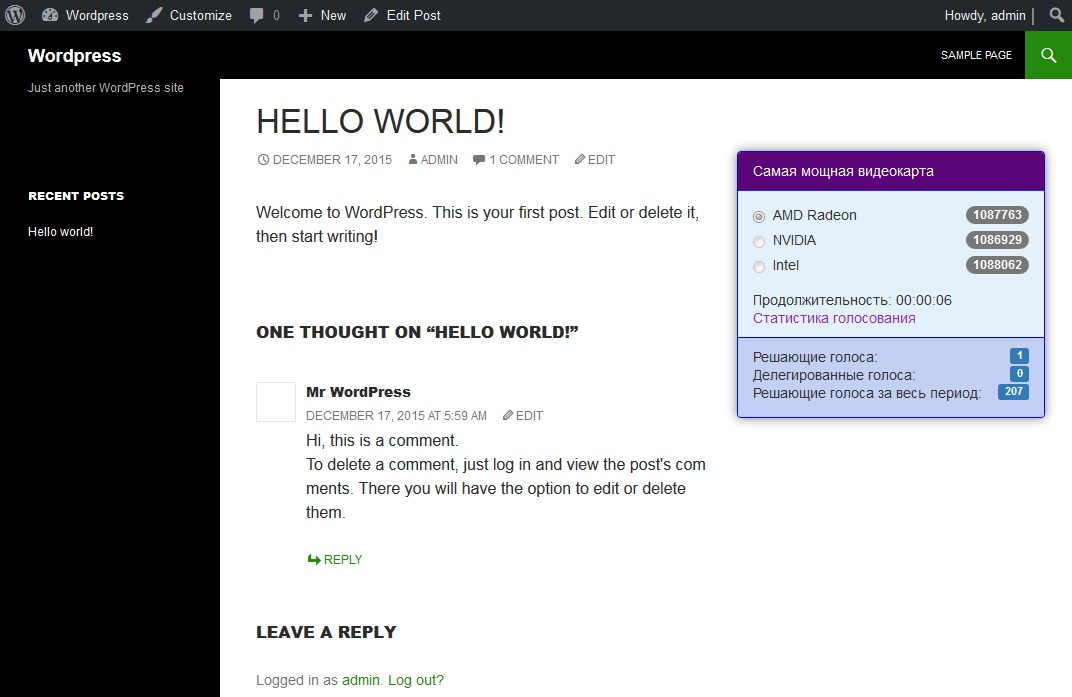 Wordpress Customize 0 New Edit Post Howdy, admin
Wordpress
SAMPLE PAGE
Just another WordPress site
RECENT POSTS
Hello world!
HELLO WORLD!
DECEMBER 17, 2015 ADMIN 1 COMMENT EDIT
Welcome to WordPress. This is your first post. Edit or delete it,
then start writing!
ONE THOUGHT ON “HELLO WORLD!”
Mr WordPress
DECEMBER 17, 2015 AT 5:59 AM EDIT
Hi, this is a comment.
To delete a comment, just log in and view the post's com
ments. There you will have the option to edit or delete
them.
REPLY
LEAVE A REPLY
Logged in as admin. Log out?
Самая мощная видеокарта
AMD Radeon 1087763
NVIDIA 1086929
Intel 1088062
Продолжительность: 00:00:06
Статистика голосования
Решающие голоса: 1
Делегированные голоса: 0
Решающие голоса за весь период: 207